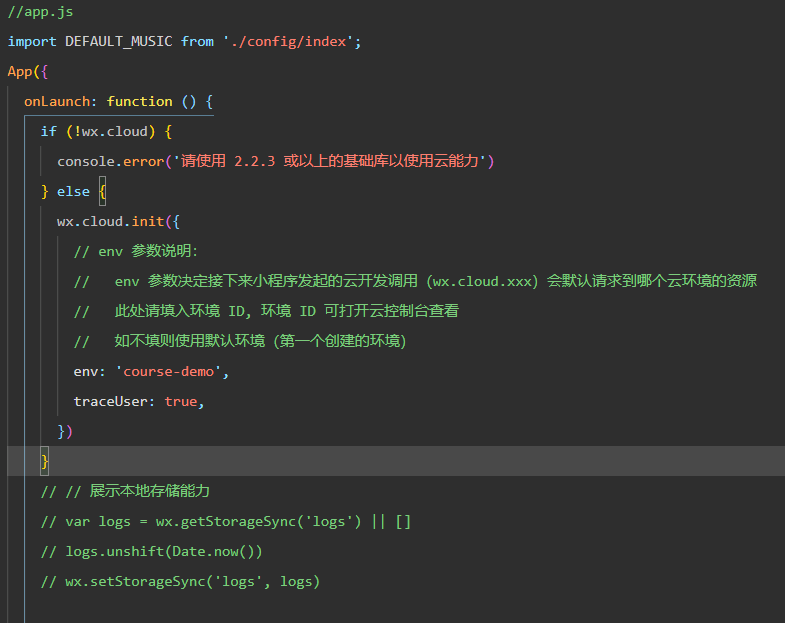 //app.js
import DEFAULT_MUSIC from './config/index';
App({
  onLaunch: function () {
    if (!wx.cloud) {
      console.error('请使用 2.2.3 或以上的基础库以使用云能力')
    } else {
      wx.cloud.init({
        // env 参数说明：
        //   env 参数决定接下来小程序发起的云开发调用（wx.cloud.xxx）会默认请求到哪个云环境的资源
        //   此处请填入环境 ID, 环境 ID 可打开云控制台查看
        //   如不填则使用默认环境（第一个创建的环境）
        env: 'course-demo',
        traceUser: true,
      })
    }
    // // 展示本地存储能力
    // var logs = wx.getStorageSync('logs') || []
    // logs.unshift(Date.now())
    // wx.setStorageSync('logs', logs)